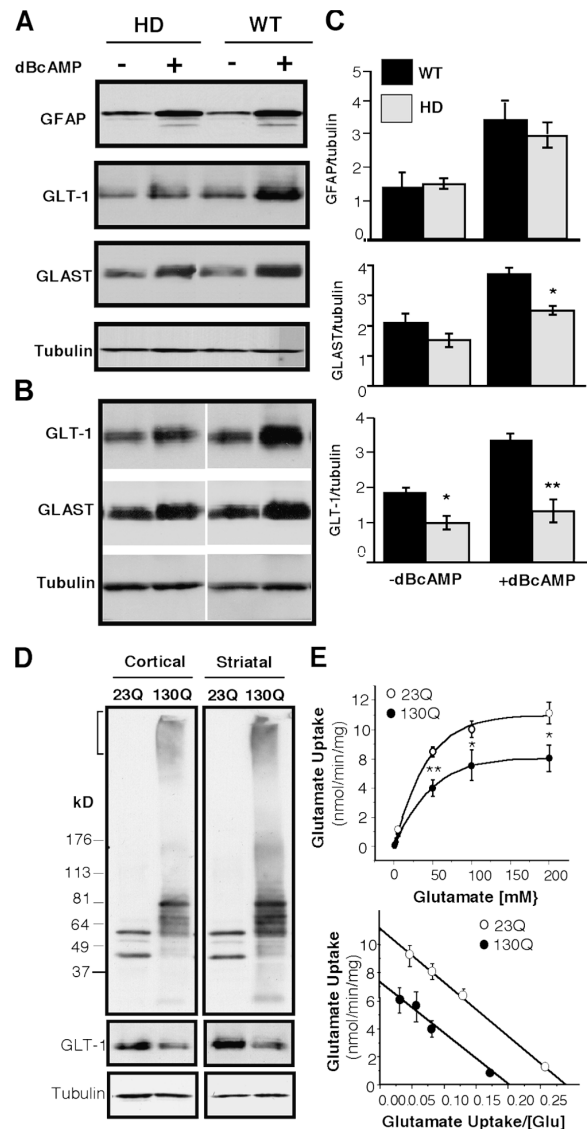 A
HD WT
dBcAMP - + - +
GFAP
GLT-1
GLAST
Tubulin
B
GLT-1
GLAST
Tubulin
C
GFAP/tubulin
5
4
3
2
1
0
WT
HD
GLAST/tubulin
4
3
2
1
0
*
GLT-1/tubulin
4
3
2
1
0
* **
-dBcAMP +dBcAMP
D
Cortical Striatal
23Q 130Q 23Q 130Q
kD
176
113
81
64
49
37
GLT-1
Tubulin
E
Glutamate Uptake
(nmol/min/mg)
12
10
8
6
4
2
0
23Q
130Q
** * *
0 50 100 150 200
Glutamate [mM}
Glutamate Uptake
(nmol/min/mg)
10
8
6
4
2
0
23Q
130Q
0.00 0.05 0.10 0.15 0.20 0.25
Glutamate Uptake/[Glu]